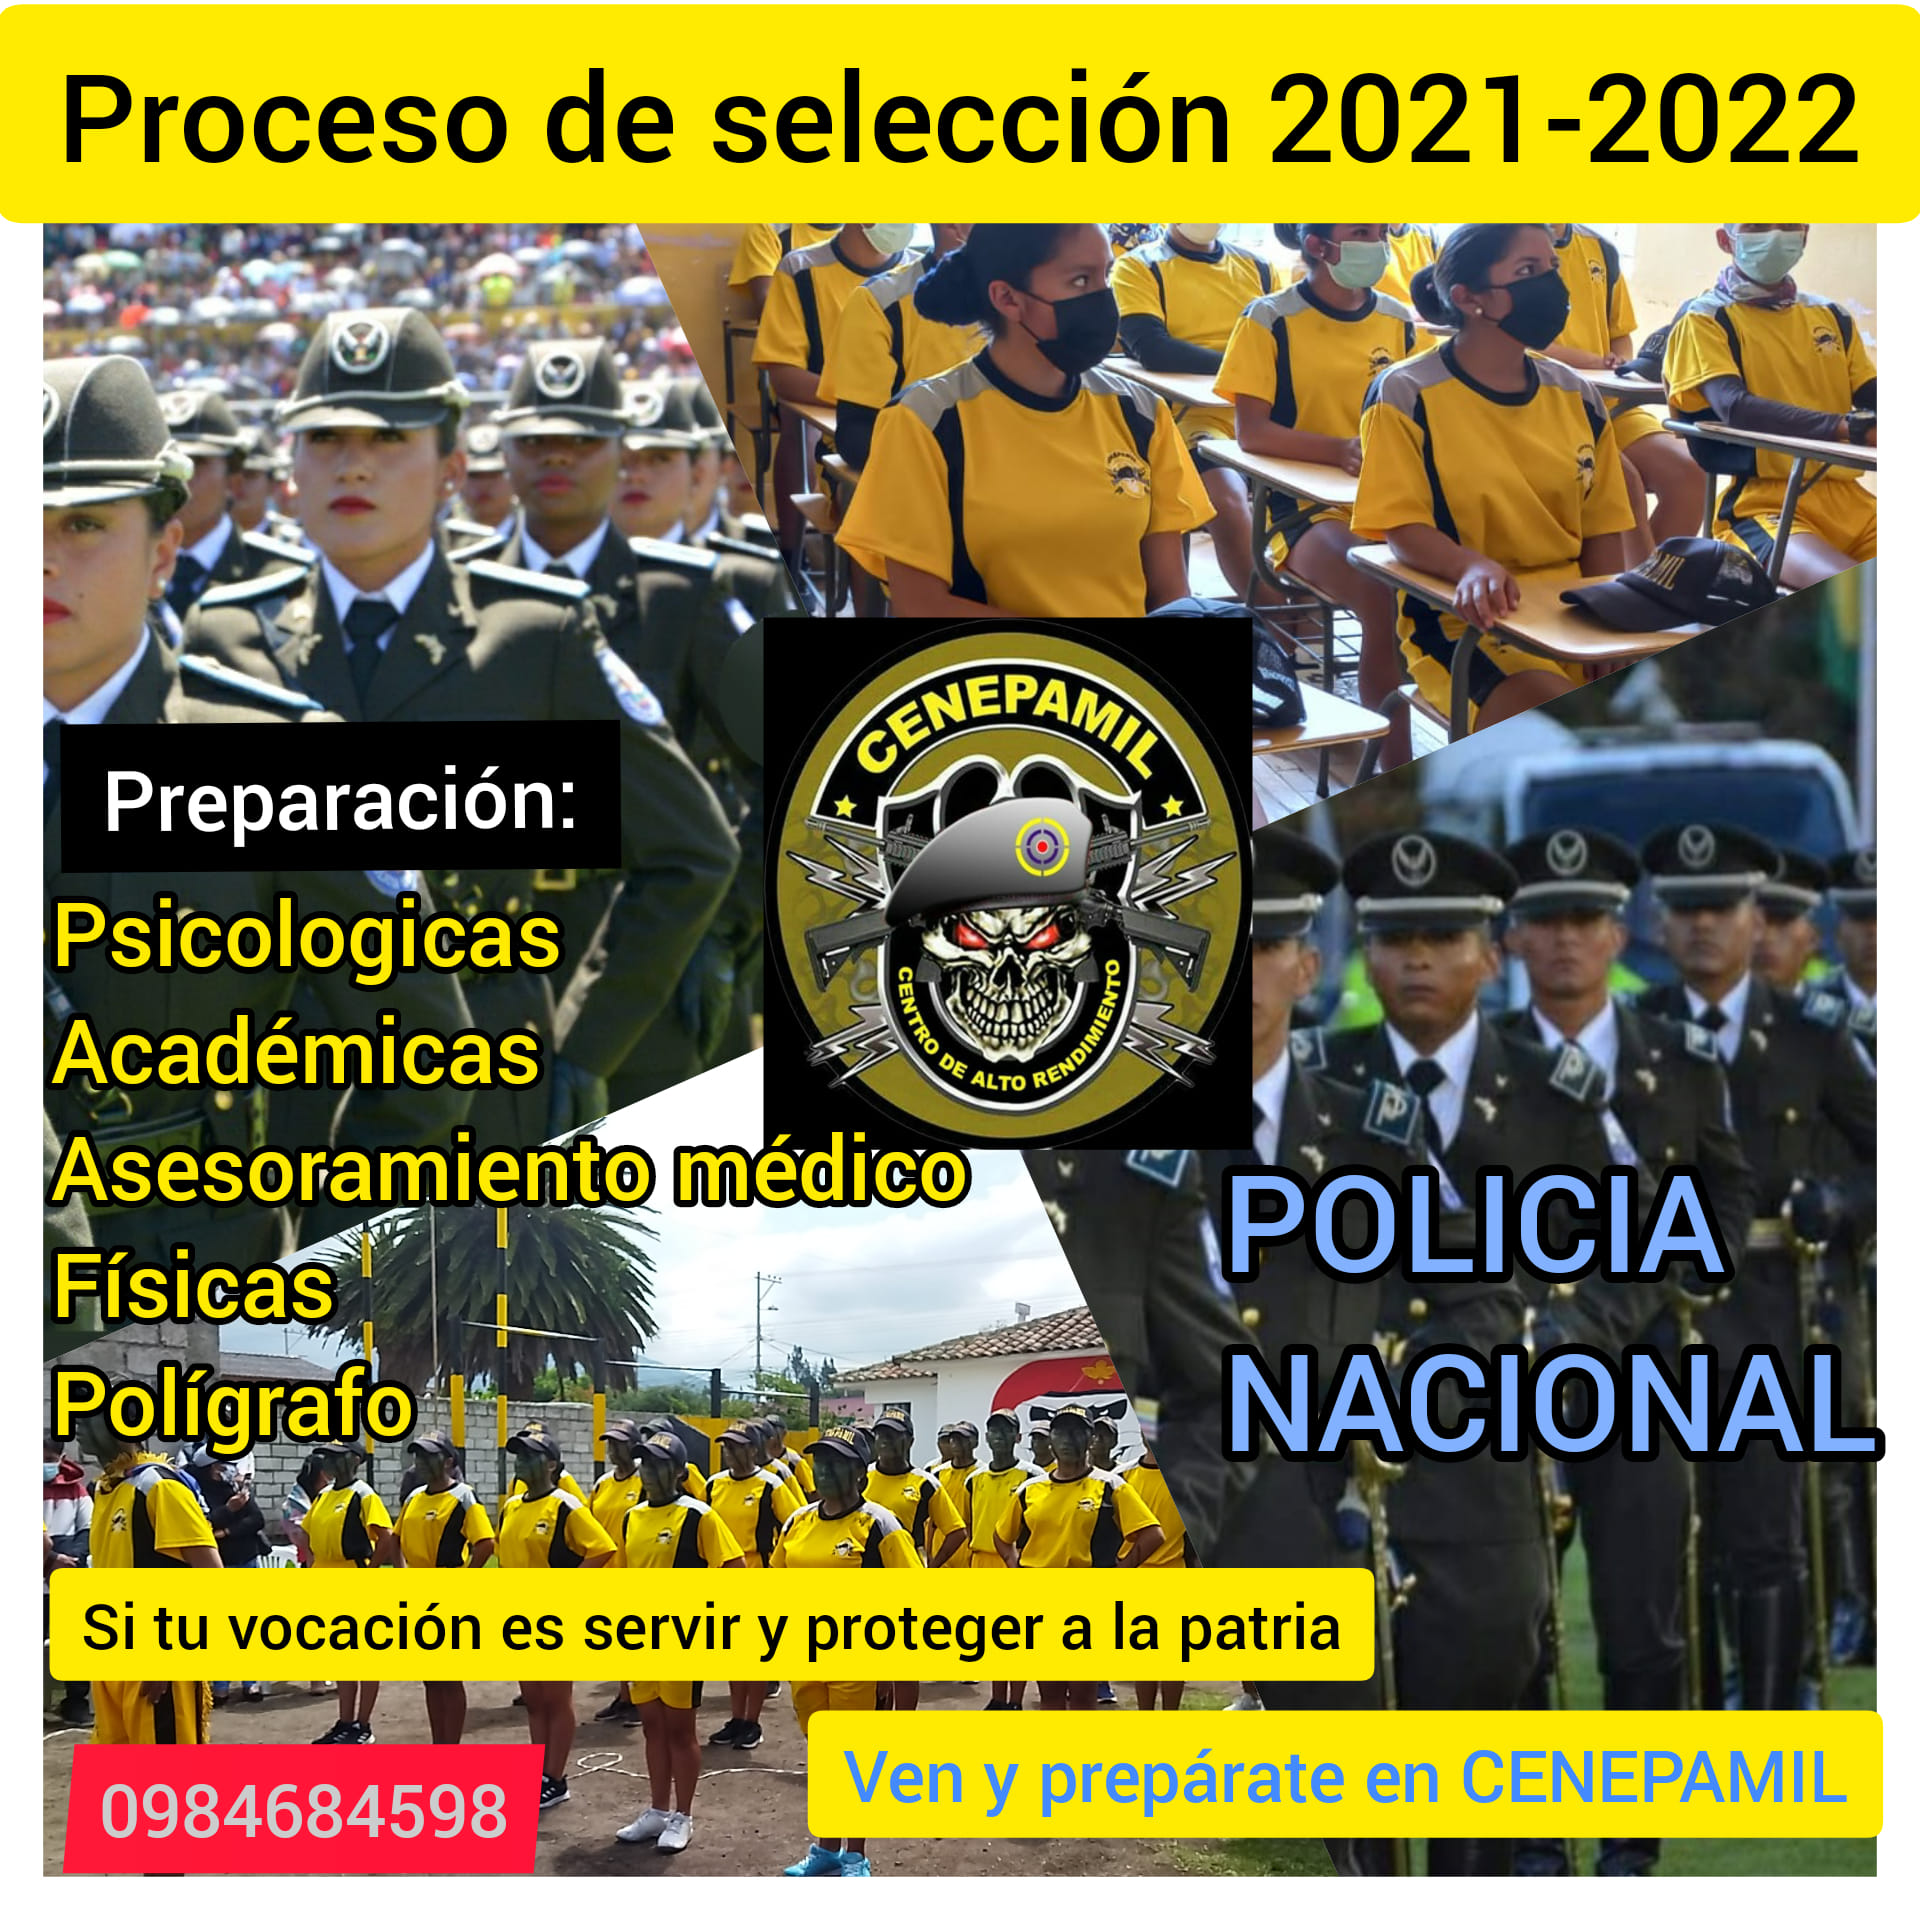 Proceso de selección 2021-2022
CENEPAMIL
CENTRO DE ALTO RENDIMIENTO
Preparación:
Psicologicas
Académicas
Asesoramiento médico
Físicas
Polígrafo
POLICIA
NACIONAL
Si tu vocación es servir y proteger a la patria
Ven y prepárate en CENEPAMIL
0984684598